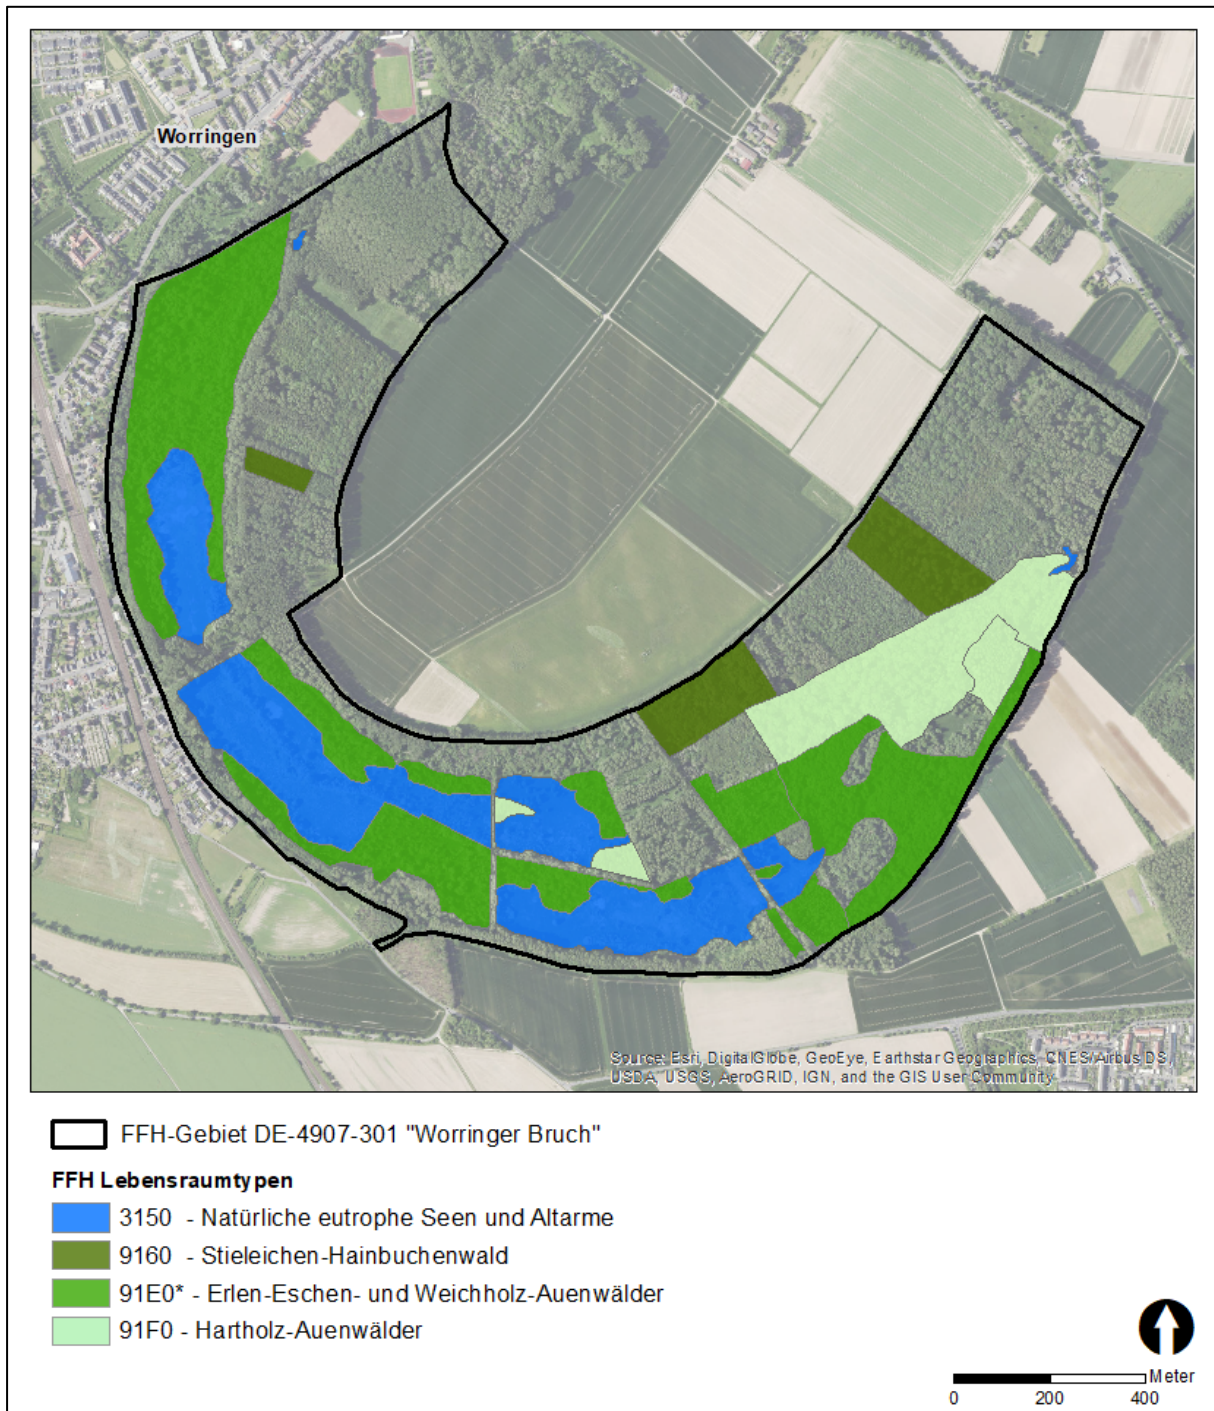 Worringen
Source: Esri, DigitalGlobe, GeoEye, Earthstar Geographics, CNES/Airbus DS,
USDA, USGS, AeroGRID, IGN, and the GIS User Community
FFH-Gebiet DE-4907-301 "Worringer Bruch"
FFH Lebensraumtypen
3150 - Natürliche eutrophe Seen und Altarme
9160 - Stieleichen-Hainbuchenwald
91E0* - Erlen-Eschen- und Weichholz-Auenwälder
91F0 - Hartholz-Auenwälder
Meter
0 200 400